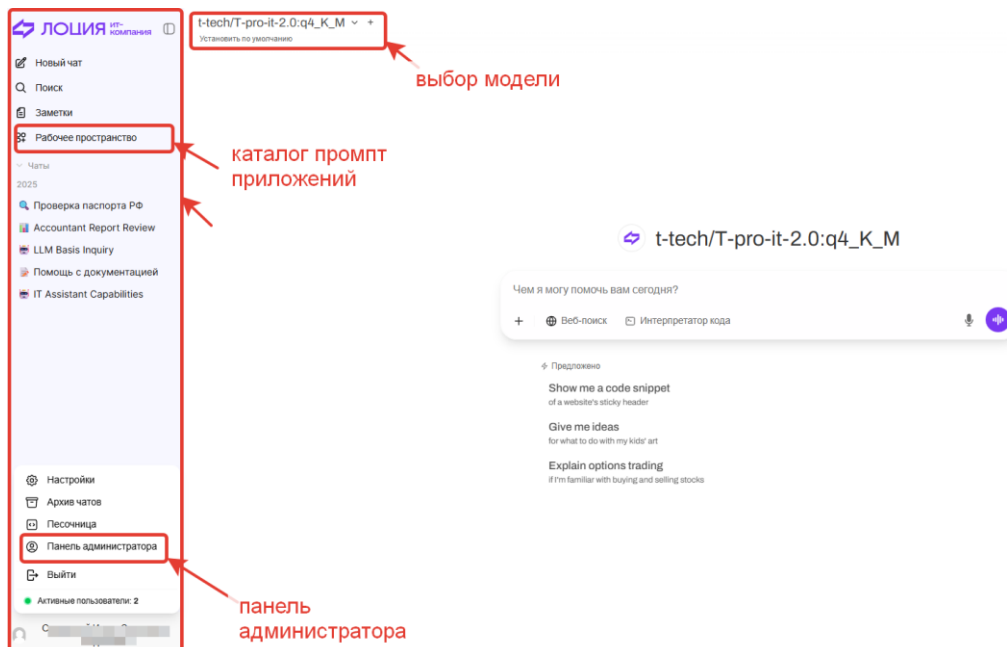 ЛОЦИЯ ИТ-компания
Новый чат
Поиск
Заметки
Рабочее пространство
Чаты
2025
Проверка паспорта РФ
Accountant Report Review
LLM Basis Inquiry
Помощь с документацией
IT Assistant Capabilities
Настройки
Архив чатов
Песочница
Панель администратора
Выйти
Активные пользователи: 2
t-tech/T-pro-it-2.0:q4_K_M
Установить по умолчанию
выбор модели
каталог промпт
приложений
t-tech/T-pro-it-2.0:q4_K_M
Чем я могу помочь вам сегодня?
Веб-поиск
Интерпретатор кода
Предложено
Show me a code snippet
of a website's sticky header
Give me ideas
for what to do with my kids' art
Explain options trading
if I'm familiar with buying and selling stocks
панель
администратора